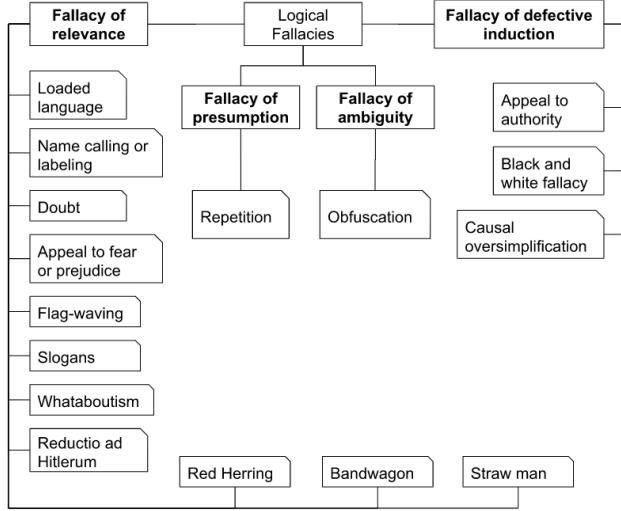 Fallacy of
relevance
Logical
Fallacies
Fallacy of defective
induction
Loaded
language
Name calling or
labeling
Doubt
Appeal to fear
or prejudice
Flag-waving
Slogans
Whataboutism
Reductio ad
Hitlerum
Fallacy of
presumption
Repetition
Fallacy of
ambiguity
Obfuscation
Appeal to
authority
Black and
white fallacy
Causal
oversimplification
Red Herring
Bandwagon
Straw man